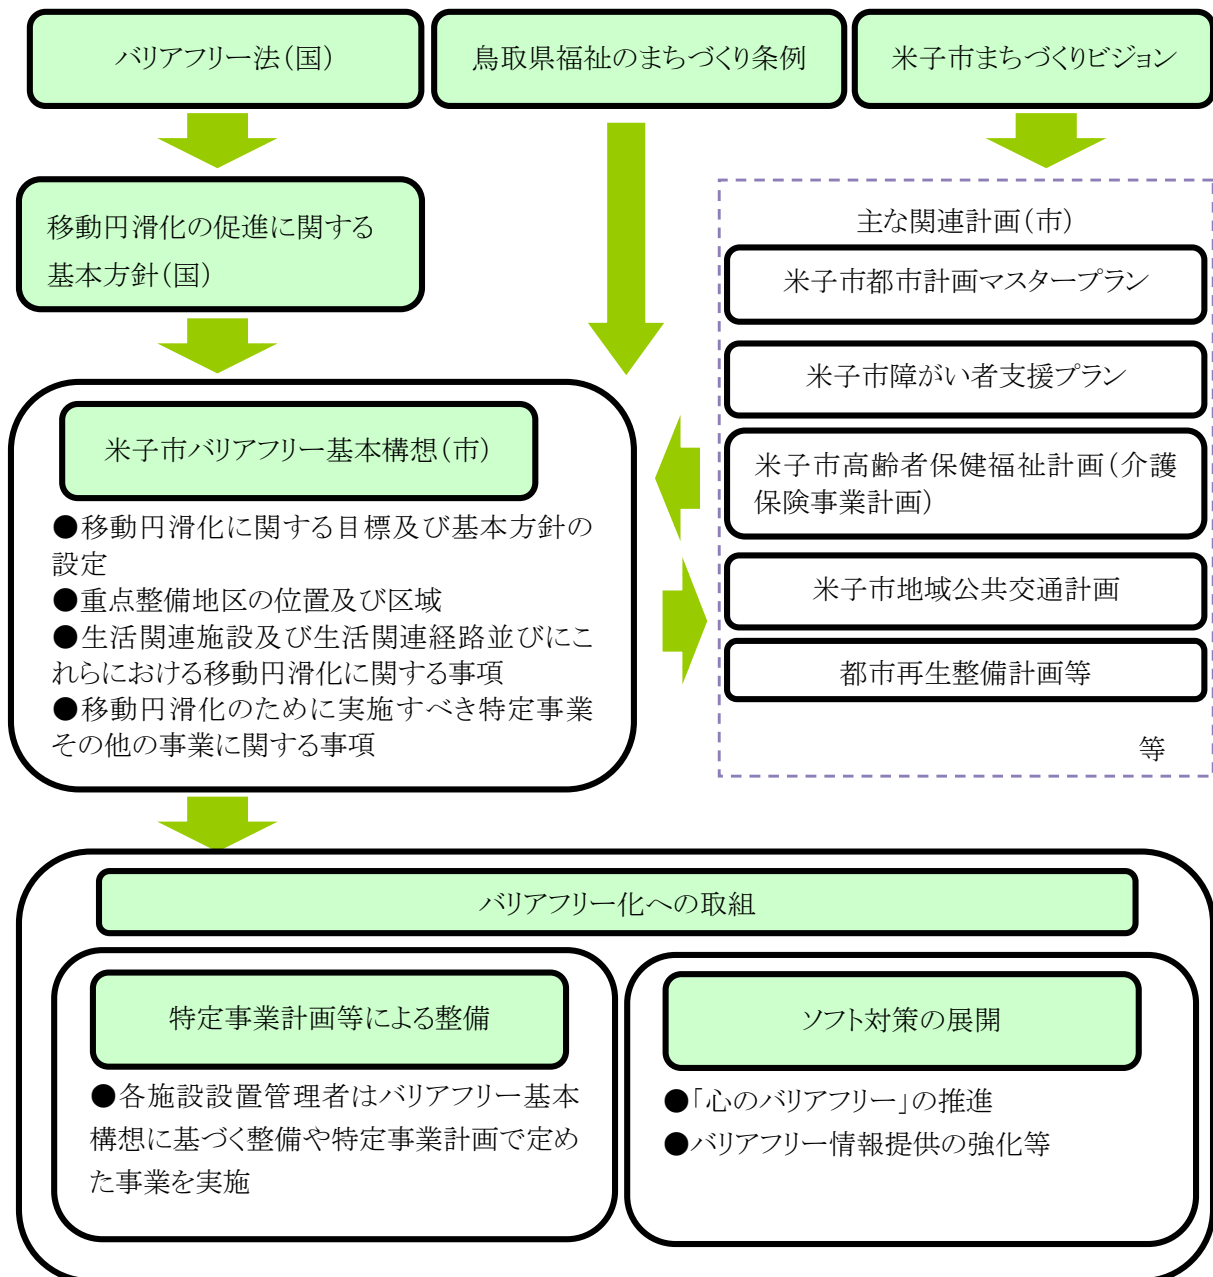 バリアフリー法(国)
鳥取県福祉のまちづくり条例
米子市まちづくりビジョン
移動円滑化の促進に関する
基本方針(国)
主な関連計画(市)
米子市都市計画マスタープラン
米子市障がい者支援プラン
米子市高齢者保健福祉計画(介護
保険事業計画)
米子市地域公共交通計画
都市再生整備計画等
等
米子市バリアフリー基本構想(市)
●移動円滑化に関する目標及び基本方針の
設定
●重点整備地区の位置及び区域
●生活関連施設及び生活関連経路並びにこ
れらにおける移動円滑化に関する事項
●移動円滑化のために実施すべき特定事業
その他の事業に関する事項
バリアフリー化への取組
特定事業計画等による整備
●各施設設置管理者はバリアフリー基本
構想に基づく整備や特定事業計画で定め
た事業を実施
ソフト対策の展開
●「心のバリアフリー」の推進
●バリアフリー情報提供の強化等